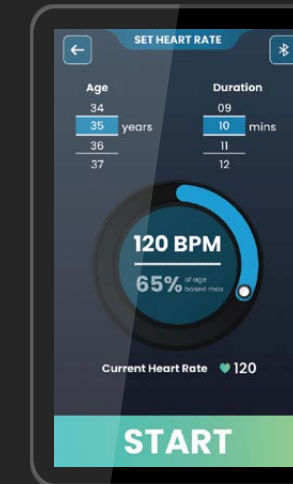 SET HEART RATE
Age
Duration
34
09
35 years
10 mins
36
11
37
12
120 BPM
65% of age
based max
Current Heart Rate 120
START